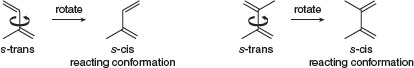 rotate
s-trans
s-cis
reacting conformation
rotate
s-trans
s-cis
reacting conformation